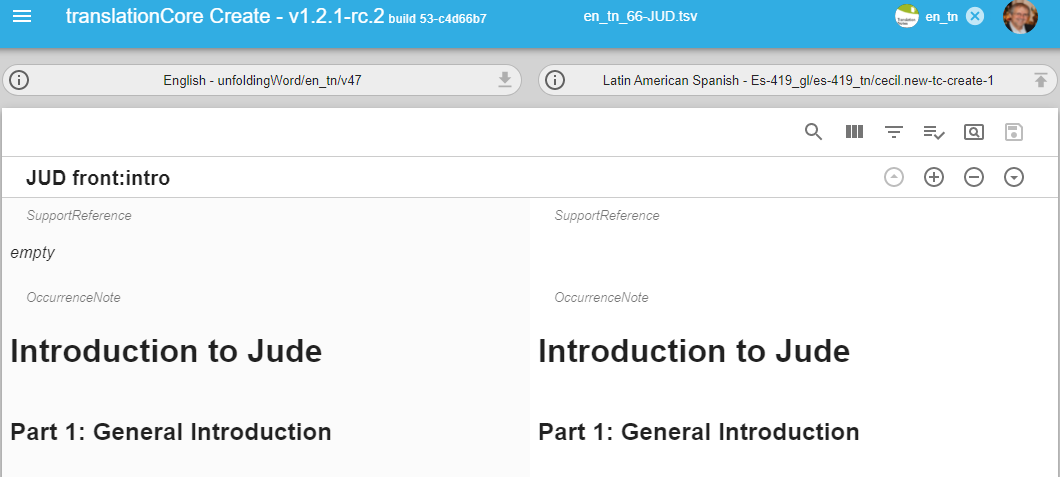 translationCore Create - v1.2.1-rc.2 build 53-c4d66b7
en_tn_66-JUD.tsv
en_tn
English - unfoldingWord/en_tn/v47
Latin American Spanish - Es-419_gl/es-419_tn/cecil.new-tc-create-1
JUD front:intro
SupportReference
SupportReference
empty
OccurrenceNote
OccurrenceNote
Introduction to Jude
Introduction to Jude
Part 1: General Introduction
Part 1: General Introduction